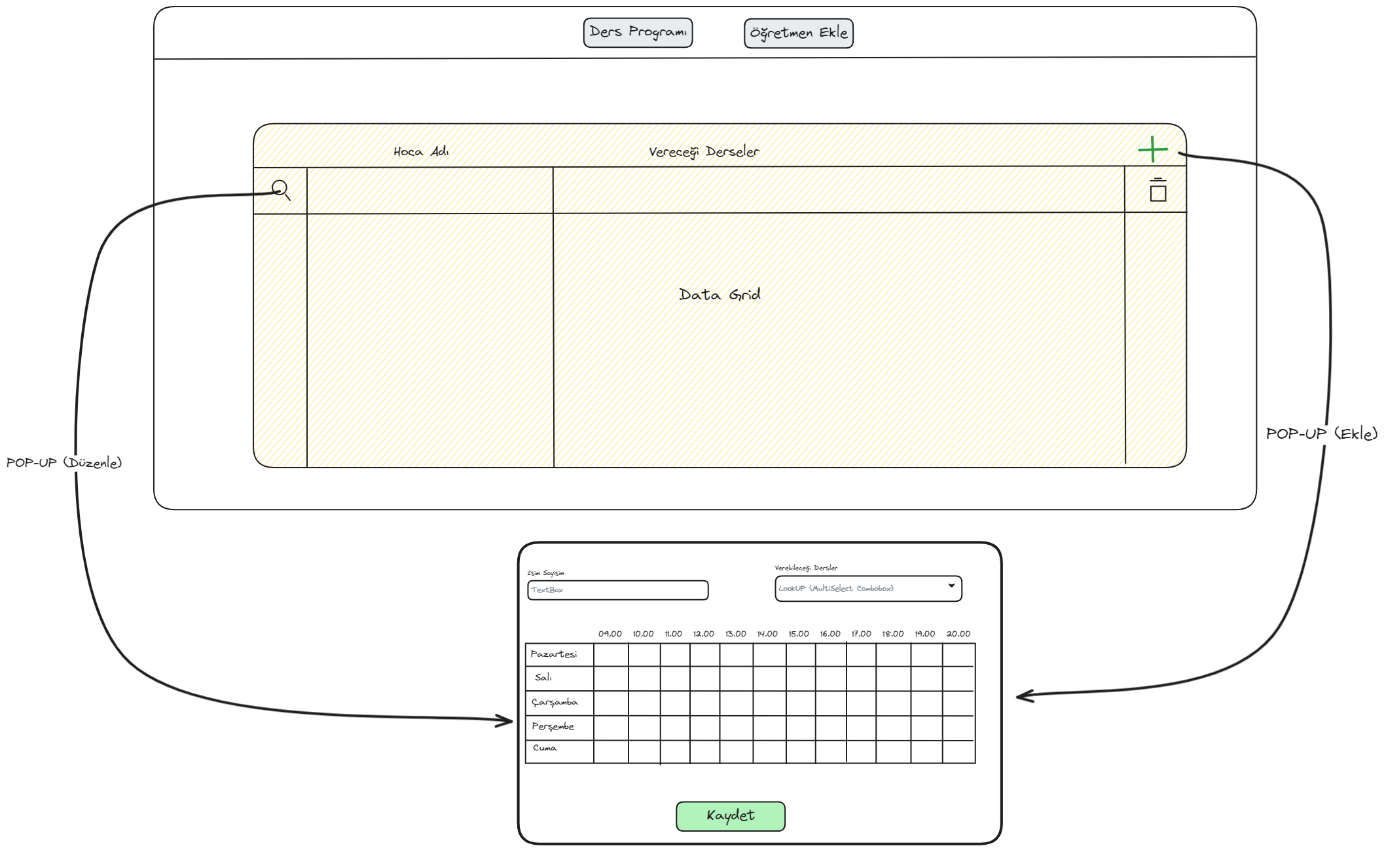 Ders Programı
Öğretmen Ekle
Hoca Adı
Vereceği Derseler
Data Grid
POP-UP (Düzenle)
POP-UP (Ekle)
İsim Soyisim
TextBox
Verebileceği Dersler
LookUP (MultiSelect Combobox)
09.00 10.00 11.00 12.00 13.00 14.00 15.00 16.00 17.00 18:00 19.00 20.00
Pazartesi
Salı
Çarşamba
Perşembe
Cuma
Kaydet